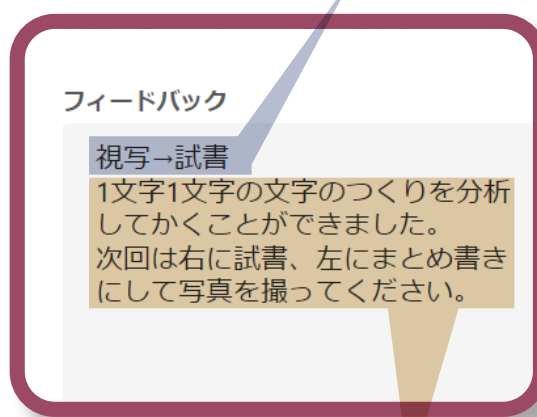 フィードバック
視写→試書
1文字1文字の文字のつくりを分析
してかくことができました。
次回は右に試書、左にまとめ書き
にして写真を撮ってください。